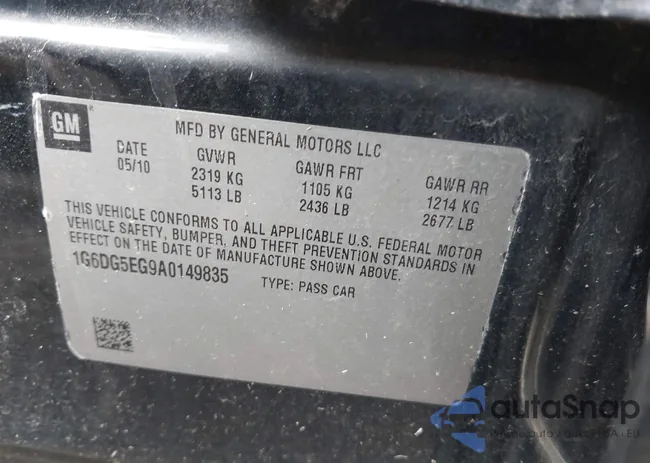 GM
MFD BY GENERAL MOTORS LLC
DATE GVWR GAWR FRT GAWR RR
05/10 2319 KG 1105 KG 1214 KG
5113 LB 2436 LB 2677 LB
THIS VEHICLE CONFORMS TO ALL APPLICABLE U.S. FEDERAL MOTOR
VEHICLE SAFETY, BUMPER, AND THEFT PREVENTION STANDARDS IN
EFFECT ON THE DATE OF MANUFACTURE SHOWN ABOVE.
1G6DG5EG9A0149835 TYPE: PASS CAR
autoSnap